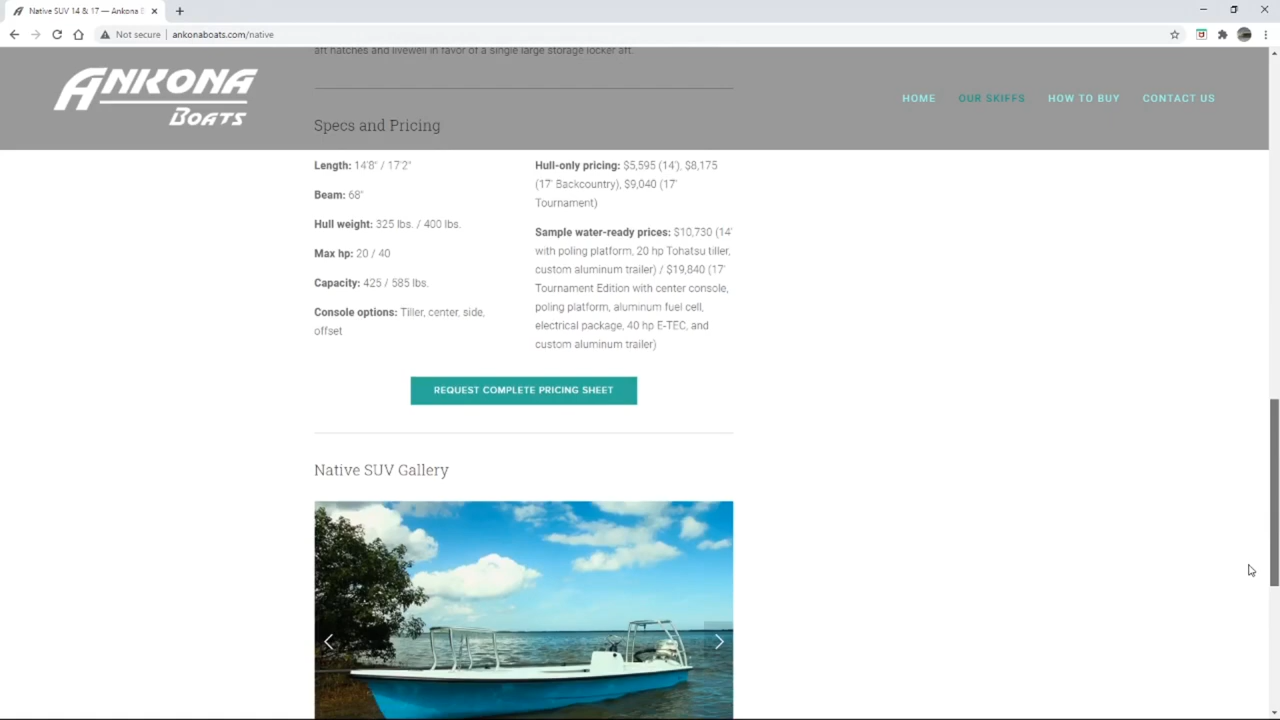 Native SUV 14 & 17 — Ankona B
Not secure
ankonaboats.com/native
aft hatches and livewell in favor of a single large storage locker aft.
ANKONA
BOATS
HOME
OUR SKIFFS
HOW TO BUY
CONTACT US
Specs and Pricing
Length: 14'8" / 17'2"
Beam: 68"
Hull weight: 325 lbs. / 400 lbs.
Max hp: 20 / 40
Capacity: 425 / 585 lbs.
Console options: Tiller, center, side,
offset
Hull-only pricing: $5,595 (14'), $8,175
(17' Backcountry), $9,040 (17'
Tournament)
Sample water-ready prices: $10,730 (14'
with poling platform, 20 hp Tohatsu tiller,
custom aluminum trailer) / $19,840 (17'
Tournament Edition with center console,
poling platform, aluminum fuel cell,
electrical package, 40 hp E-TEC, and
custom aluminum trailer)
REQUEST COMPLETE PRICING SHEET
Native SUV Gallery